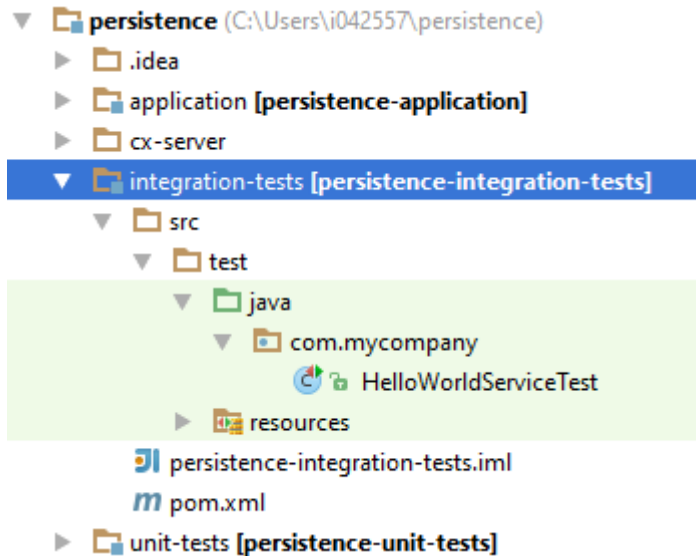 persistence (C:\Users\i042557\persistence)
.idea
application [persistence-application]
cx-server
integration-tests [persistence-integration-tests]
src
test
java
com.mycompany
HelloWorldServiceTest
resources
persistence-integration-tests.iml
pom.xml
unit-tests [persistence-unit-tests]